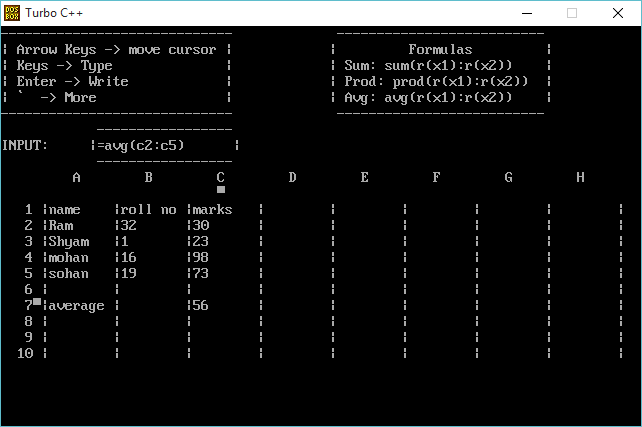 DOS BOX Turbo C++
Arrow Keys -> move cursor
Keys -> Type
Enter -> Write
` -> More
Formulas
Sum: sum(r(x1):r(x2))
Prod: prod(r(x1):r(x2))
Avg: avg(r(x1):r(x2))
INPUT: |=avg(c2:c5) |
A B C D E F G H
1 |name |roll no |marks | | | | | |
2 |Ram |32 |30 | | | | | |
3 |Shyam |1 |23 | | | | | |
4 |mohan |16 |98 | | | | | |
5 |sohan |19 |73 | | | | | |
6 | | | | | | | | |
7 |average | |56 | | | | | |
8 | | | | | | | | |
9 | | | | | | | | |
10 | | | | | | | | |